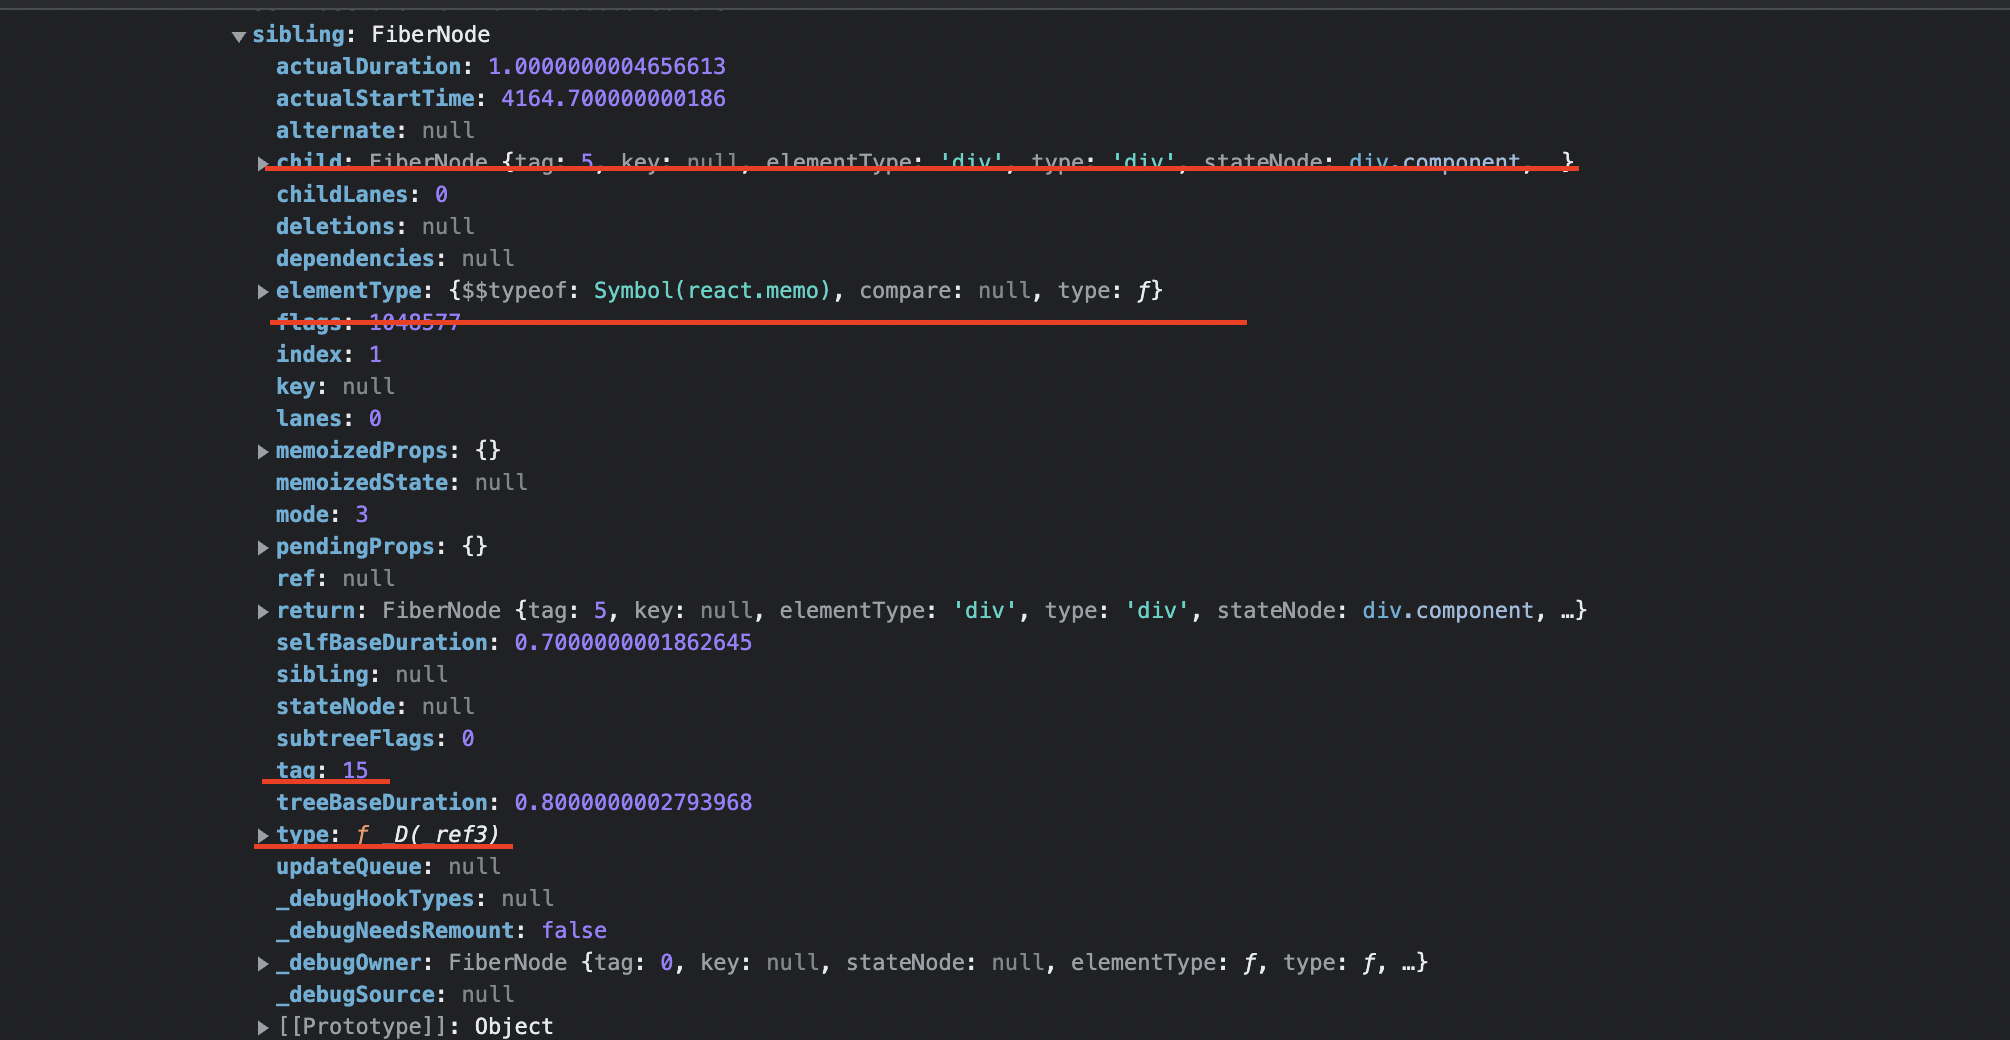 sibling: FiberNode
actualDuration: 1.0000000004656613
actualStartTime: 4164.700000000186
alternate: null
child: FiberNode {tag: 5, key: null, elementType: 'div', type: 'div', stateNode: div.component, …}
childLanes: 0
deletions: null
dependencies: null
elementType: {$$typeof: Symbol(react.memo), compare: null, type: ƒ}
flags: 1048577
index: 1
key: null
lanes: 0
memoizedProps: {}
memoizedState: null
mode: 3
pendingProps: {}
ref: null
return: FiberNode {tag: 5, key: null, elementType: 'div', type: 'div', stateNode: div.component, …}
selfBaseDuration: 0.7000000001862645
sibling: null
stateNode: null
subtreeFlags: 0
tag: 15
treeBaseDuration: 0.8000000002793968
type: ƒ _D(_ref3)
updateQueue: null
_debugHookTypes: null
_debugNeedsRemount: false
_debugOwner: FiberNode {tag: 0, key: null, stateNode: null, elementType: ƒ, type: ƒ, …}
_debugSource: null
[[Prototype]]: Object